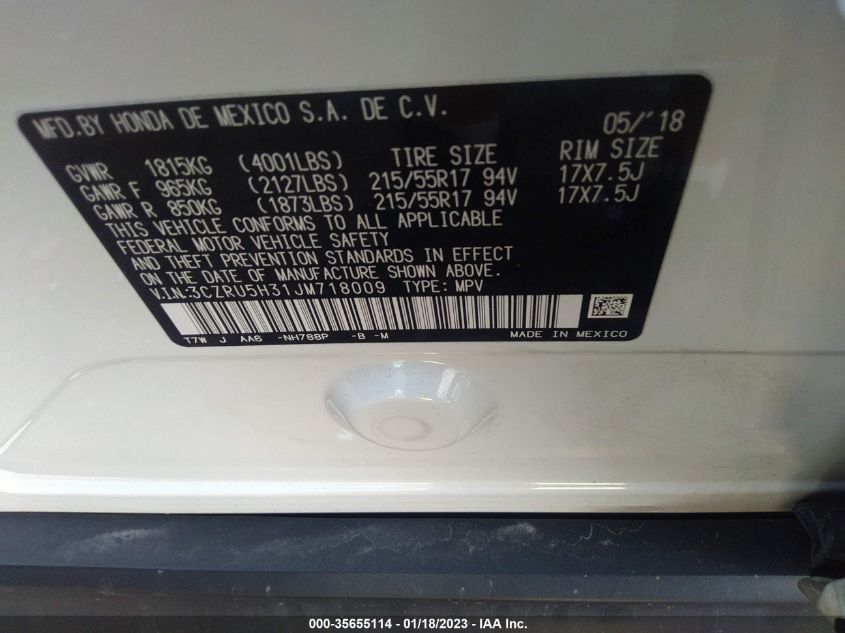 MFD.BY HONDA DE MEXICO S.A. DE C.V. 05/'18
GVWR 1815KG (4001LBS) TIRE SIZE RIM SIZE
GAWR F 965KG (2127LBS) 215/55R17 94V 17X7.5J
GAWR R 850KG (1873LBS) 215/55R17 94V 17X7.5J
THIS VEHICLE CONFORMS TO ALL APPLICABLE
FEDERAL MOTOR VEHICLE SAFETY
AND THEFT PREVENTION STANDARDS IN EFFECT
ON THE DATE OF MANUFACTURE SHOWN ABOVE.
V.I.N:3CZRU5H31JM718009 TYPE: MPV
T7W J AA6 -NH788P -B -M MADE IN MEXICO
000-35655114 - 01/18/2023 - IAA Inc.